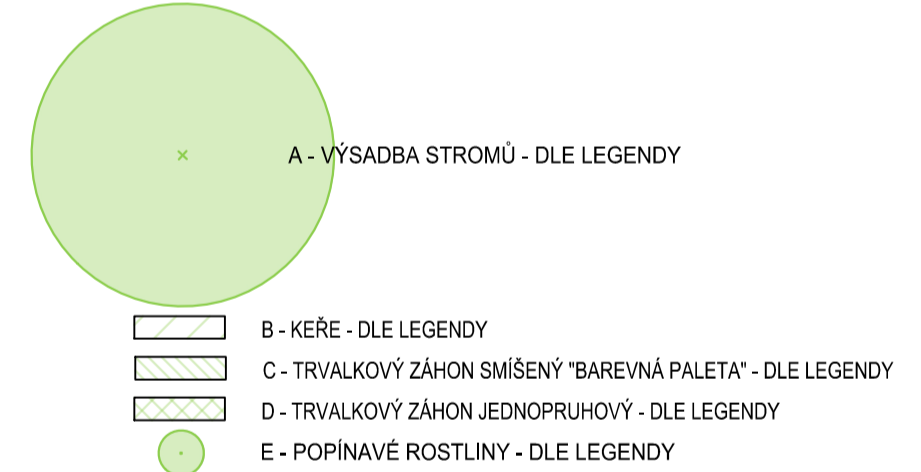 A - VÝSADBA STROMŮ - DLE LEGENDY
B - KEŘE - DLE LEGENDY
C - TRVALKOVÝ ZÁHON SMÍŠENÝ "BAREVNÁ PALETA" - DLE LEGENDY
D - TRVALKOVÝ ZÁHON JEDNOPRUHOVÝ - DLE LEGENDY
E - POPÍNAVÉ ROSTLINY - DLE LEGENDY